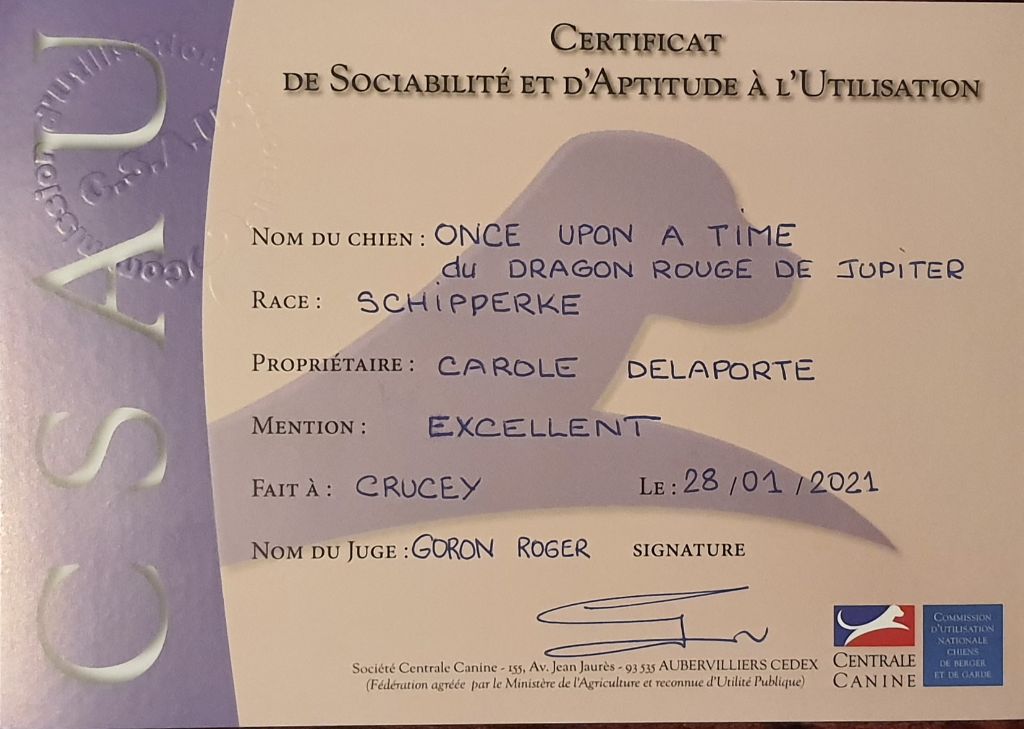 CERTIFICAT
DE SOCIABILITÉ ET D'APTITUDE À L'UTILISATION
CSAU
NOM DU CHIEN : ONCE UPON A TIME
du DRAGON ROUGE DE JUPITER
RACE : SCHIPPERKE
PROPRIÉTAIRE : CAROLE DELAPORTE
MENTION : EXCELLENT
FAIT À : CRUCEY LE : 28/01/2021
NOM DU JUGE : GORON ROGER SIGNATURE
Société Centrale Canine - 155, Av. Jean Jaurès - 93 535 AUBERVILLIERS CEDEX
(Fédération agréée par le Ministère de l'Agriculture et reconnue d'Utilité Publique)
CENTRALE
CANINE
COMMISSION
D'UTILISATION
NATIONALE
CHIENS
DE BERGER
ET DE GARDE